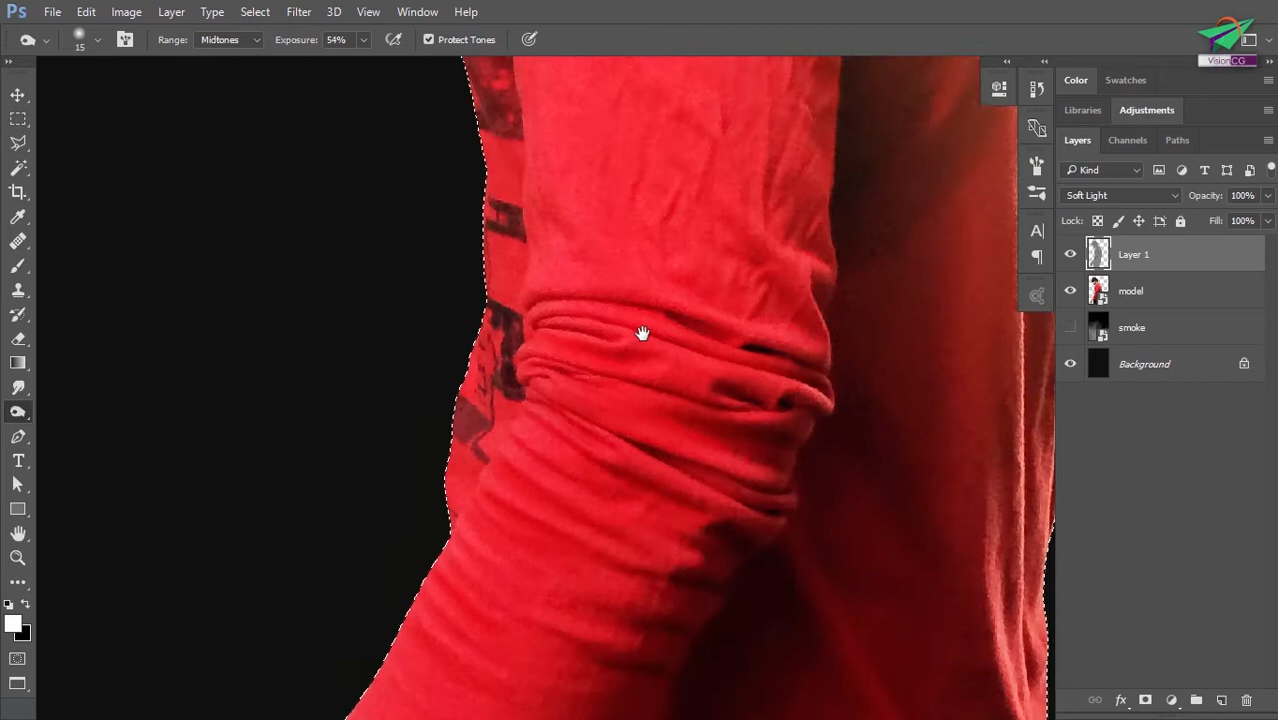 Ps File Edit Image Layer Type Select Filter 3D View Window Help
15 Range: Midtones Exposure: 54% Protect Tones
VisionCG
Color Swatches
Libraries Adjustments
Layers Channels Paths
Kind
Soft Light Opacity: 100%
Lock: Fill: 100%
Layer 1
model
smoke
Background